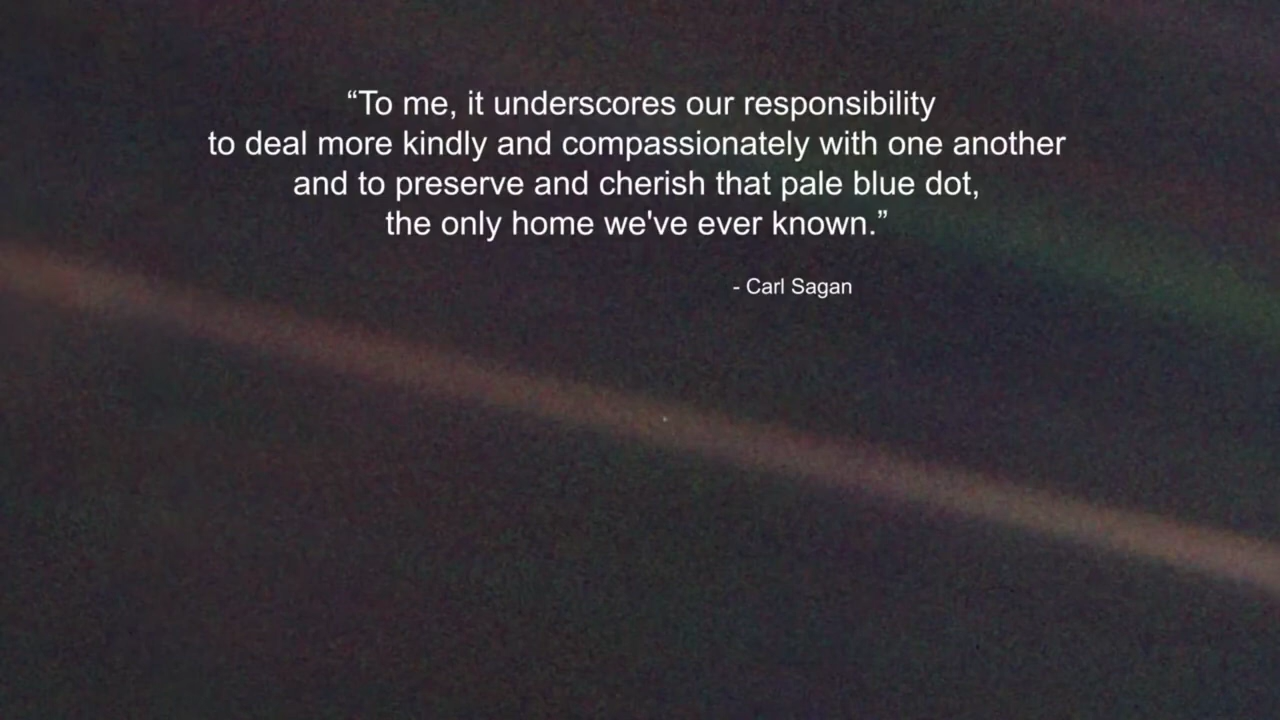 “To me, it underscores our responsibility
to deal more kindly and compassionately with one another
and to preserve and cherish that pale blue dot,
the only home we've ever known.”
- Carl Sagan